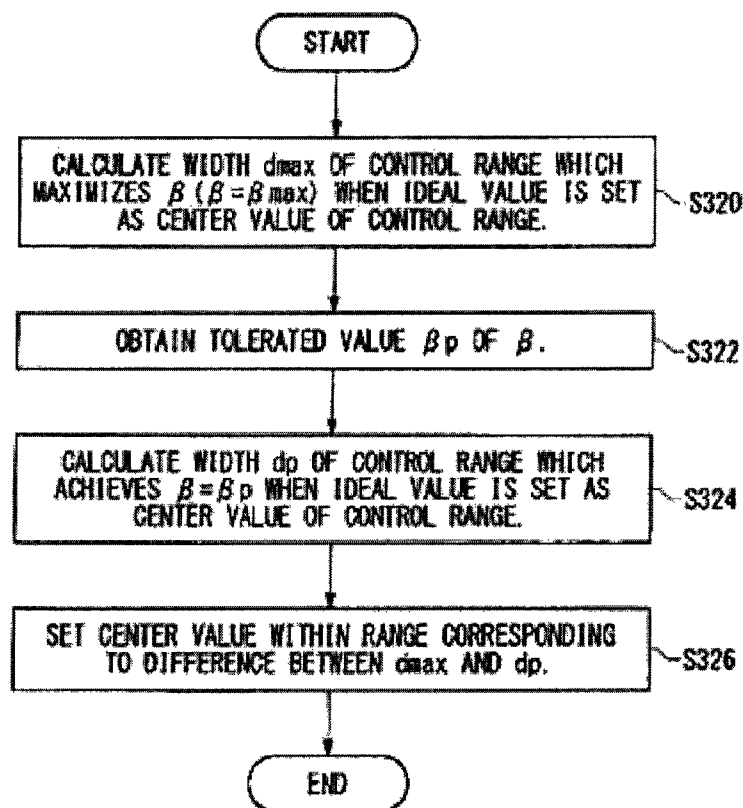 START
CALCULATE WIDTH dmax OF CONTROL RANGE WHICH
MAXIMIZES β (β=βmax) WHEN IDEAL VALUE IS SET
AS CENTER VALUE OF CONTROL RANGE.
S320
OBTAIN TOLERATED VALUE βp OF β.
S322
CALCULATE WIDTH dp OF CONTROL RANGE WHICH
ACHIEVES β=βp WHEN IDEAL VALUE IS SET AS
CENTER VALUE OF CONTROL RANGE.
S324
SET CENTER VALUE WITHIN RANGE CORRESPONDING
TO DIFFERENCE BETWEEN dmax AND dp.
S326
END